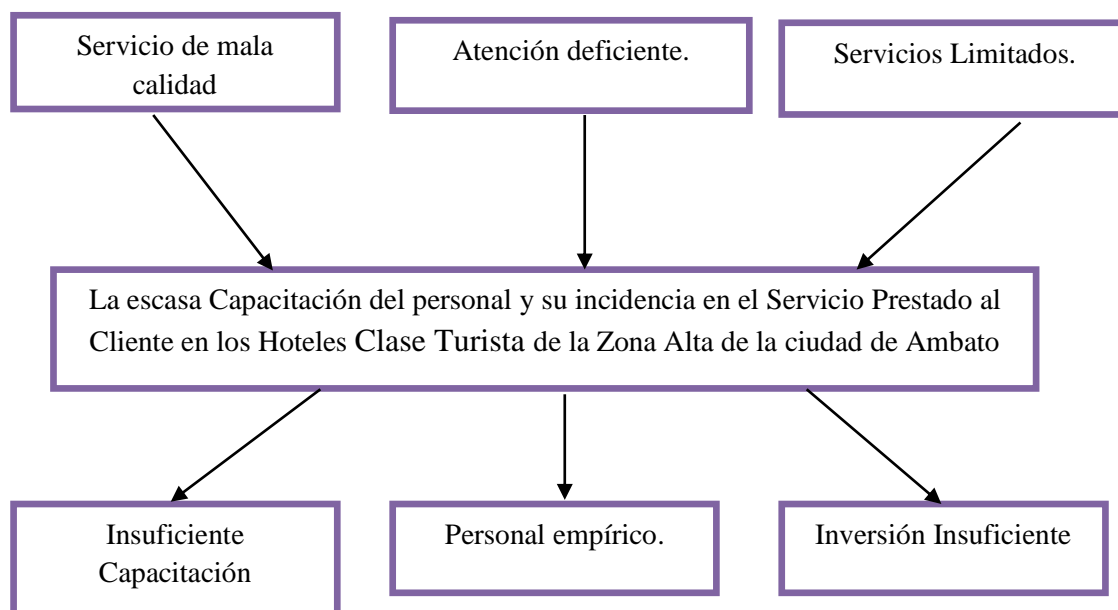 Servicio de mala
calidad
Atención deficiente.
Servicios Limitados.
La escasa Capacitación del personal y su incidencia en el Servicio Prestado al
Cliente en los Hoteles Clase Turista de la Zona Alta de la ciudad de Ambato
Insuficiente
Capacitación
Personal empírico.
Inversión Insuficiente